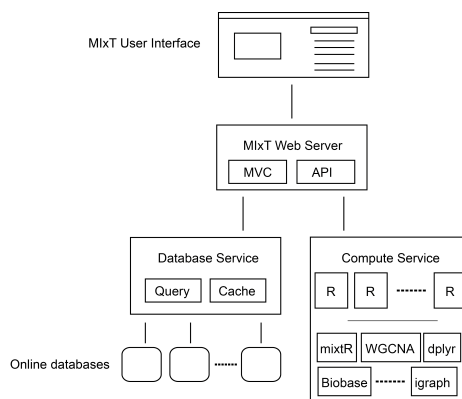 MIxT User Interface
MIxT Web Server
MVC API
Database Service
Query Cache
Compute Service
R R R
Online databases
mixtR WGCNA dplyr
Biobase igraph